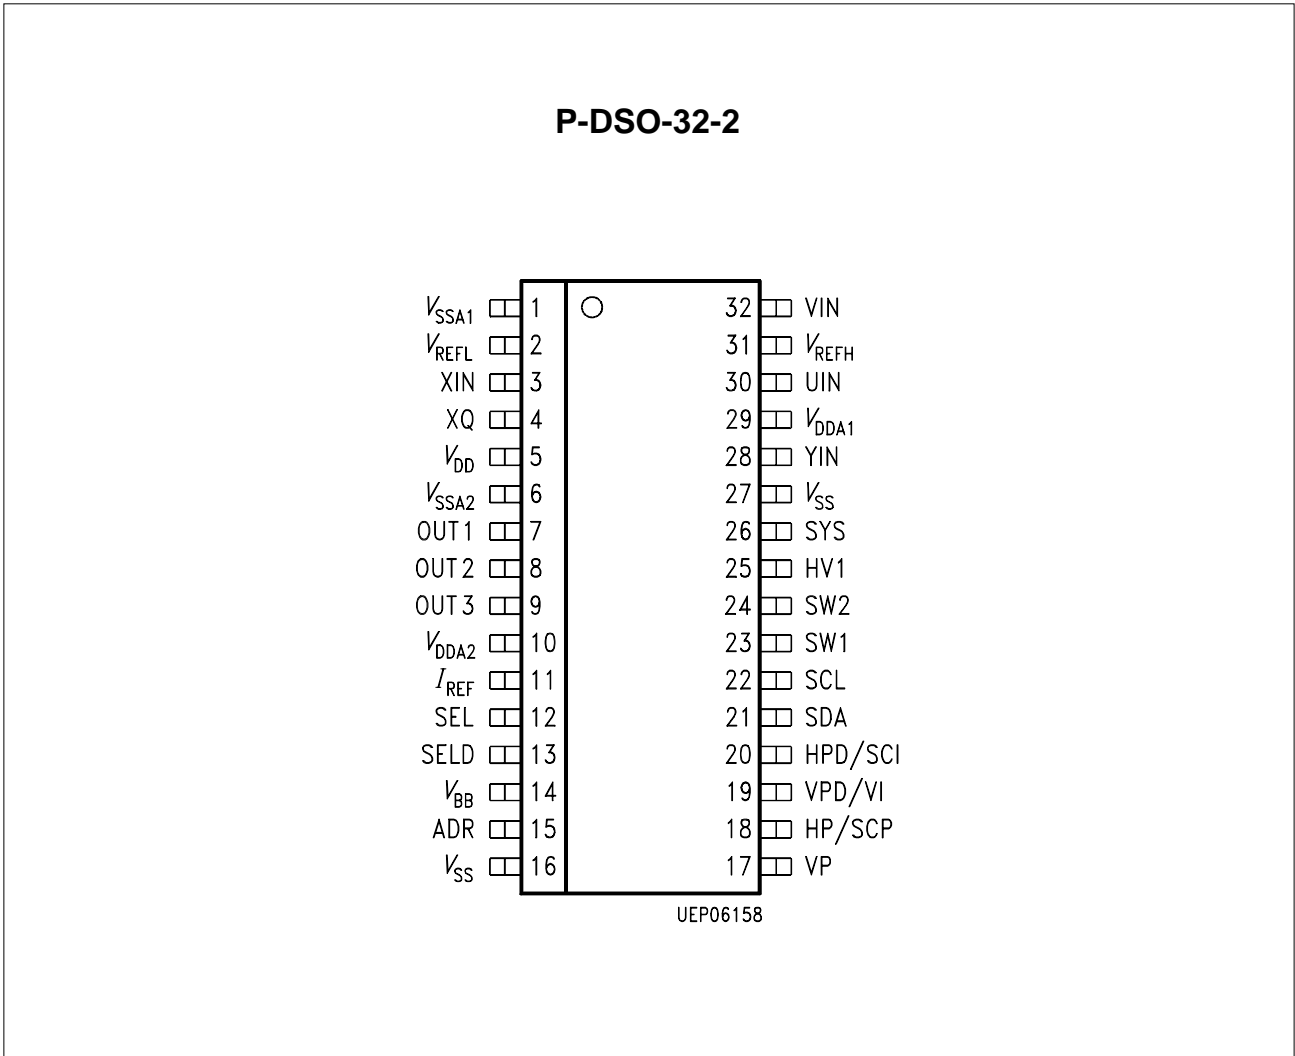 P-DSO-32-2
VSSA1 1 32 VIN
VREFL 2 31 VREFH
XIN 3 30 UIN
XQ 4 29 VDDA1
VDD 5 28 YIN
VSSA2 6 27 VSS
OUT1 7 26 SYS
OUT2 8 25 HV1
OUT3 9 24 SW2
VDDA2 10 23 SW1
IREF 11 22 SCL
SEL 12 21 SDA
SELD 13 20 HPD/SCI
VBB 14 19 VPD/VI
ADR 15 18 HP/SCP
VSS 16 17 VP
UEP06158